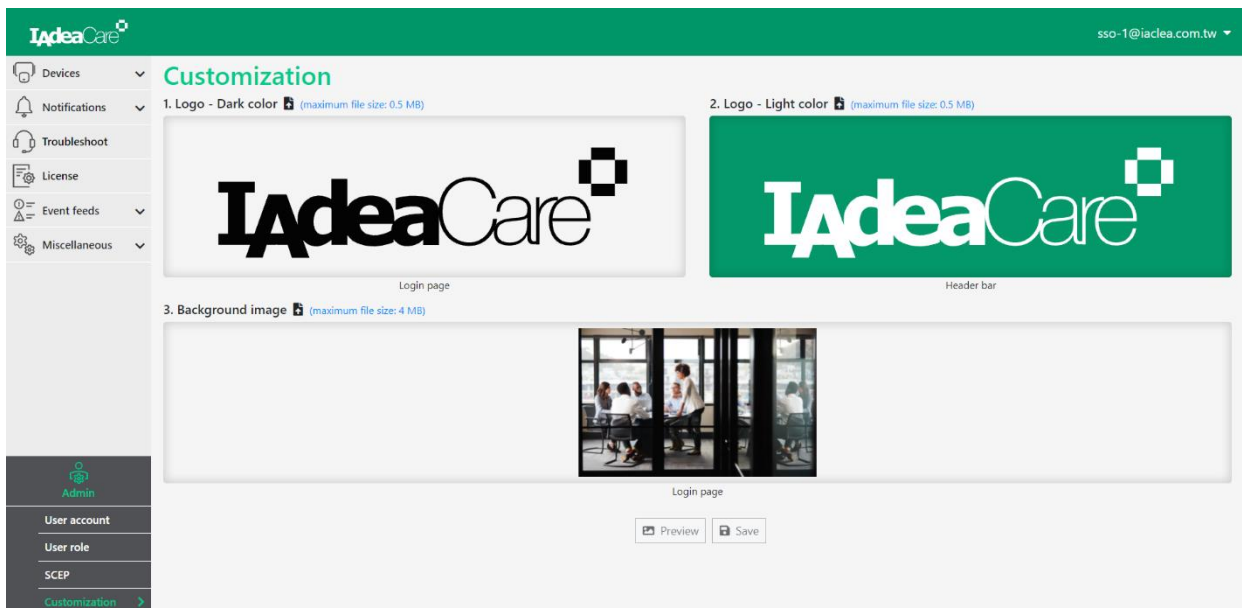 IAdeaCare
sso-1@iaclea.com.tw
Devices
Notifications
Troubleshoot
License
Event feeds
Miscellaneous
Admin
User account
User role
SCEP
Customization
Customization
1. Logo - Dark color (maximum file size: 0.5 MB)
IAdeaCare
Login page
2. Logo - Light color (maximum file size: 0.5 MB)
IAdeaCare
Header bar
3. Background image (maximum file size: 4 MB)
Login page
Preview
Save